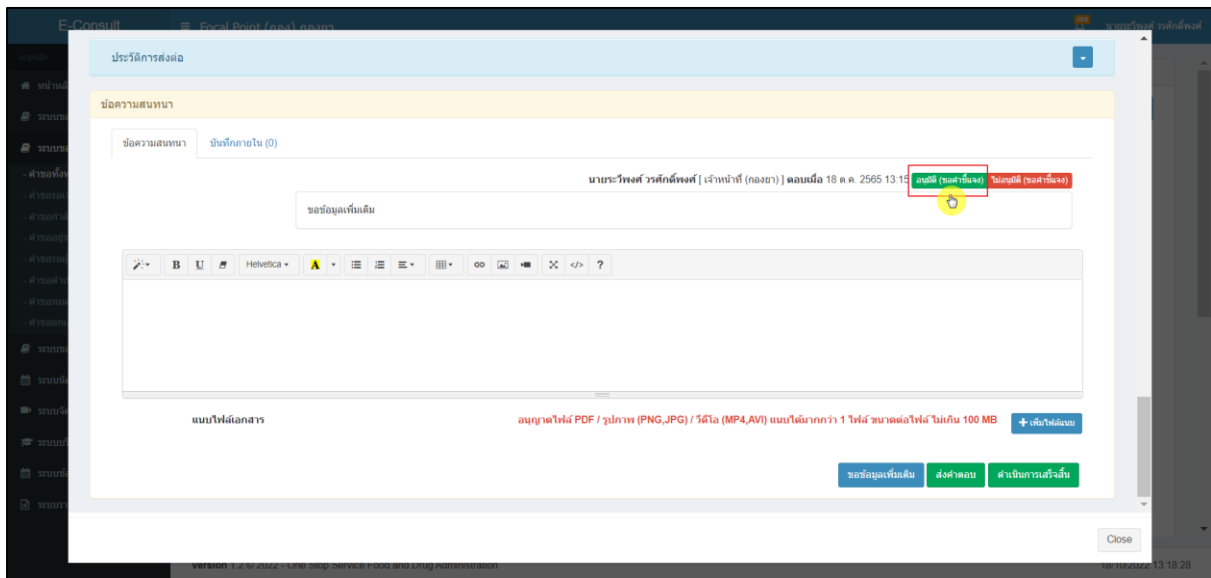 E-Consult
Focal Point (กอง) กองยา
269
นายระวีพงศ์ วรศักดิ์พงศ์
เมนูหลัก
ประวัติการส่งต่อ
ข้อความสนทนา
ข้อความสนทนา
บันทึกภายใน (0)
นายระวีพงศ์ วรศักดิ์พงศ์ [ เจ้าหน้าที่ (กองยา) ] ตอบเมื่อ 18 ต.ค. 2565 13:15
อนุมัติ (ขอคำชี้แจง)
ไม่อนุมัติ (ขอคำชี้แจง)
ขอข้อมูลเพิ่มเติม
B U Helvetica A </> ?
แนบไฟล์เอกสาร
อนุญาตไฟล์ PDF / รูปภาพ (PNG,JPG) / วีดีโอ (MP4,AVI) แนบได้มากกว่า 1 ไฟล์ ขนาดต่อไฟล์ ไม่เกิน 100 MB
เพิ่มไฟล์แนบ
ขอข้อมูลเพิ่มเติม
ส่งคำตอบ
ดำเนินการเสร็จสิ้น
Close
Version 1.2 © 2022 - One Stop Service Food and Drug Administration
18/10/2022 13:18:28